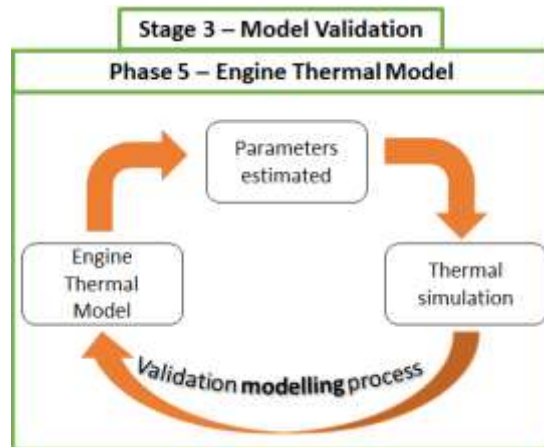 Stage 3 – Model Validation
Phase 5 – Engine Thermal Model
Parameters
estimated
Engine
Thermal
Model
Thermal
simulation
Validation modelling process